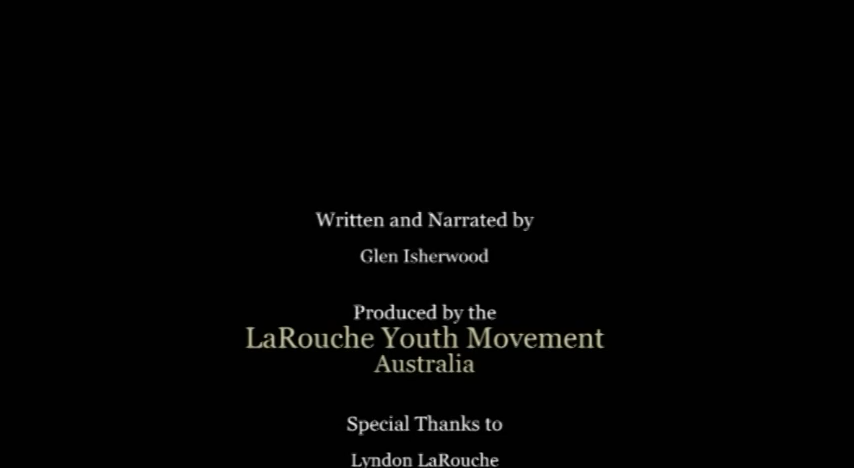 Written and Narrated by
Glen Isherwood
Produced by the
LaRouche Youth Movement
Australia
Special Thanks to
Lyndon LaRouche